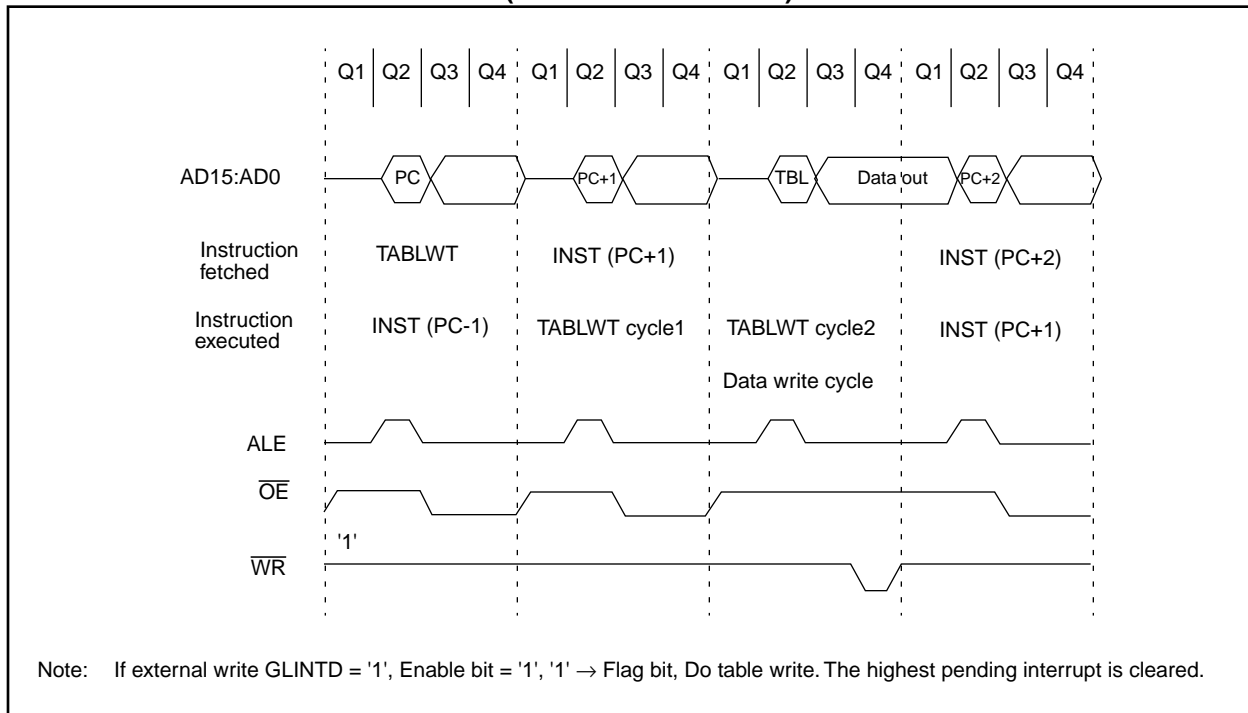 Q1 Q2 Q3 Q4 Q1 Q2 Q3 Q4 Q1 Q2 Q3 Q4 Q1 Q2 Q3 Q4
AD15:AD0 PC PC+1 TBL Data out PC+2
Instruction
fetched
TABLWT INST (PC+1) INST (PC+2)
Instruction
executed
INST (PC-1) TABLWT cycle1 TABLWT cycle2 INST (PC+1)
Data write cycle
ALE
OE
'1'
WR
Note: If external write GLINTD = '1', Enable bit = '1', '1' → Flag bit, Do table write. The highest pending interrupt is cleared.